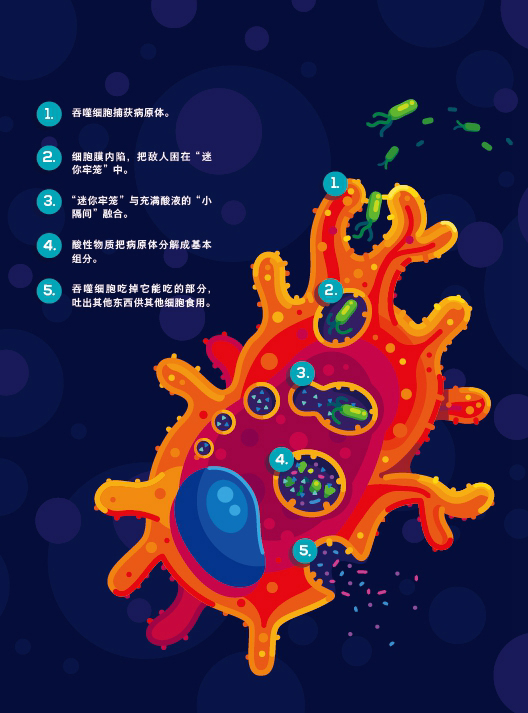 1. 吞噬细胞捕获病原体。
2. 细胞膜内陷，把敌人困在“迷
你牢笼”中。
3. “迷你牢笼”与充满酸液的“小
隔间”融合。
4. 酸性物质把病原体分解成基本
组分。
5. 吞噬细胞吃掉它能吃的部分，
吐出其他东西供其他细胞食用。
1.
2.
3.
4.
5.